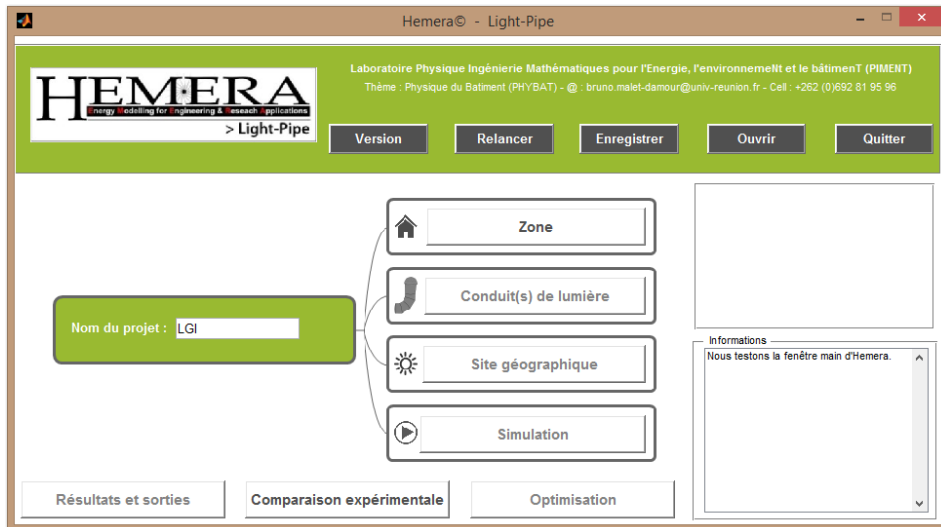 Hemera© - Light-Pipe
HEMERA
Energy Modelling for Engineering & Reseach Applications
> Light-Pipe
Laboratoire Physique Ingénierie Mathématiques pour l'Energie, l'environnemeNt et le bâtimenT (PIMENT)
Thème : Physique du Batiment (PHYBAT) - @ : bruno.malet-damour@univ-reunion.fr - Cell : +262 (0)692 81 95 96
Version
Relancer
Enregistrer
Ouvrir
Quitter
Zone
Conduit(s) de lumière
Nom du projet : LGI
Site géographique
Simulation
Informations
Nous testons la fenêtre main d'Hemera.
Résultats et sorties
Comparaison expérimentale
Optimisation